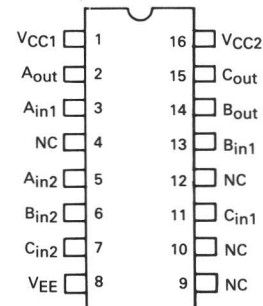 VCC1 1 16 VCC2
Aout 2 15 Cout
Ain1 3 14 Bout
NC 4 13 Bin1
Ain2 5 12 NC
Bin2 6 11 Cin1
Cin2 7 10 NC
VEE 8 9 NC